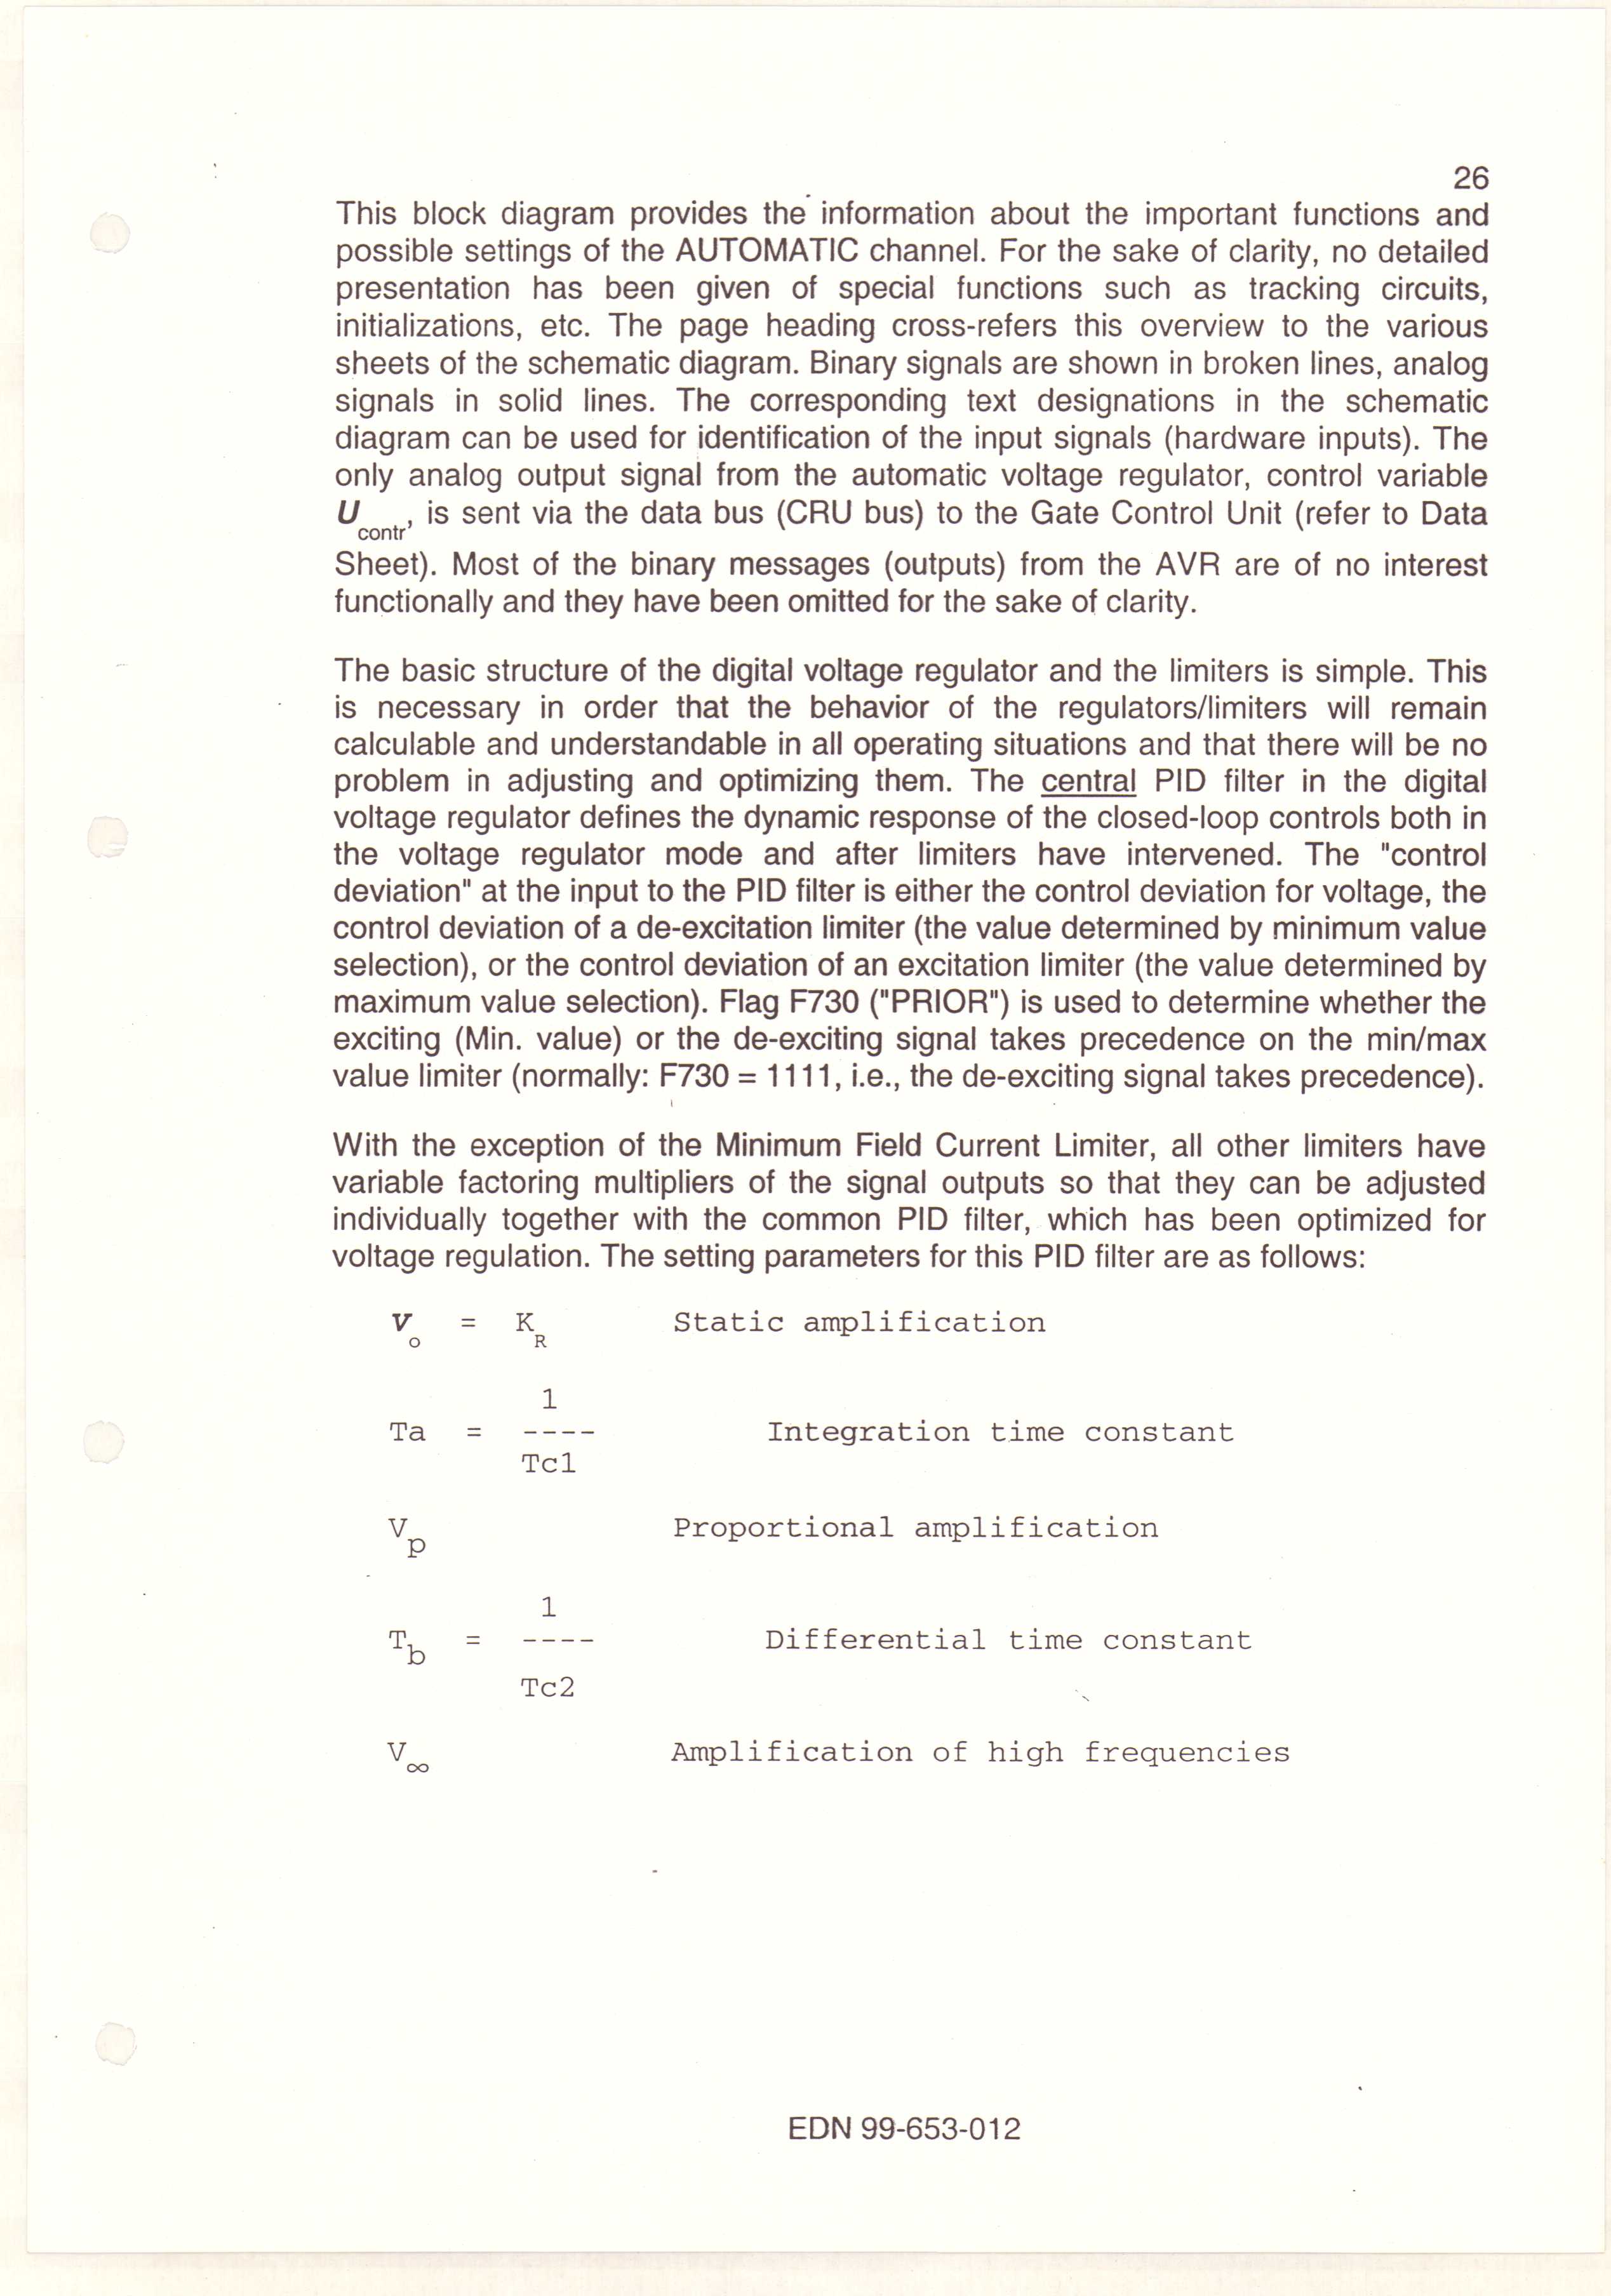 26
This block diagram provides the information about the important functions and
possible settings of the AUTOMATIC channel. For the sake of clarity, no detailed
presentation has been given of special functions such as tracking circuits,
initializations, etc. The page heading cross-refers this overview to the various
sheets of the schematic diagram. Binary signals are shown in broken lines, analog
signals in solid lines. The corresponding text designations in the schematic
diagram can be used for identification of the input signals (hardware inputs). The
only analog output signal from the automatic voltage regulator, control variable
U contr, is sent via the data bus (CRU bus) to the Gate Control Unit (refer to Data
Sheet). Most of the binary messages (outputs) from the AVR are of no interest
functionally and they have been omitted for the sake of clarity.
The basic structure of the digital voltage regulator and the limiters is simple. This
is necessary in order that the behavior of the regulators/limiters will remain
calculable and understandable in all operating situations and that there will be no
problem in adjusting and optimizing them. The central PID filter in the digital
voltage regulator defines the dynamic response of the closed-loop controls both in
the voltage regulator mode and after limiters have intervened. The "control
deviation" at the input to the PID filter is either the control deviation for voltage, the
control deviation of a de-excitation limiter (the value determined by minimum value
selection), or the control deviation of an excitation limiter (the value determined by
maximum value selection). Flag F730 ("PRIOR") is used to determine whether the
exciting (Min. value) or the de-exciting signal takes precedence on the min/max
value limiter (normally: F730 = 1111, i.e., the de-exciting signal takes precedence).
With the exception of the Minimum Field Current Limiter, all other limiters have
variable factoring multipliers of the signal outputs so that they can be adjusted
individually together with the common PID filter, which has been optimized for
voltage regulation. The setting parameters for this PID filter are as follows:
V o = K R Static amplification
1
Ta = ---- Integration time constant
Tc1
V p Proportional amplification
1
T b = ---- Differential time constant
Tc2
V ∞ Amplification of high frequencies
EDN 99-653-012